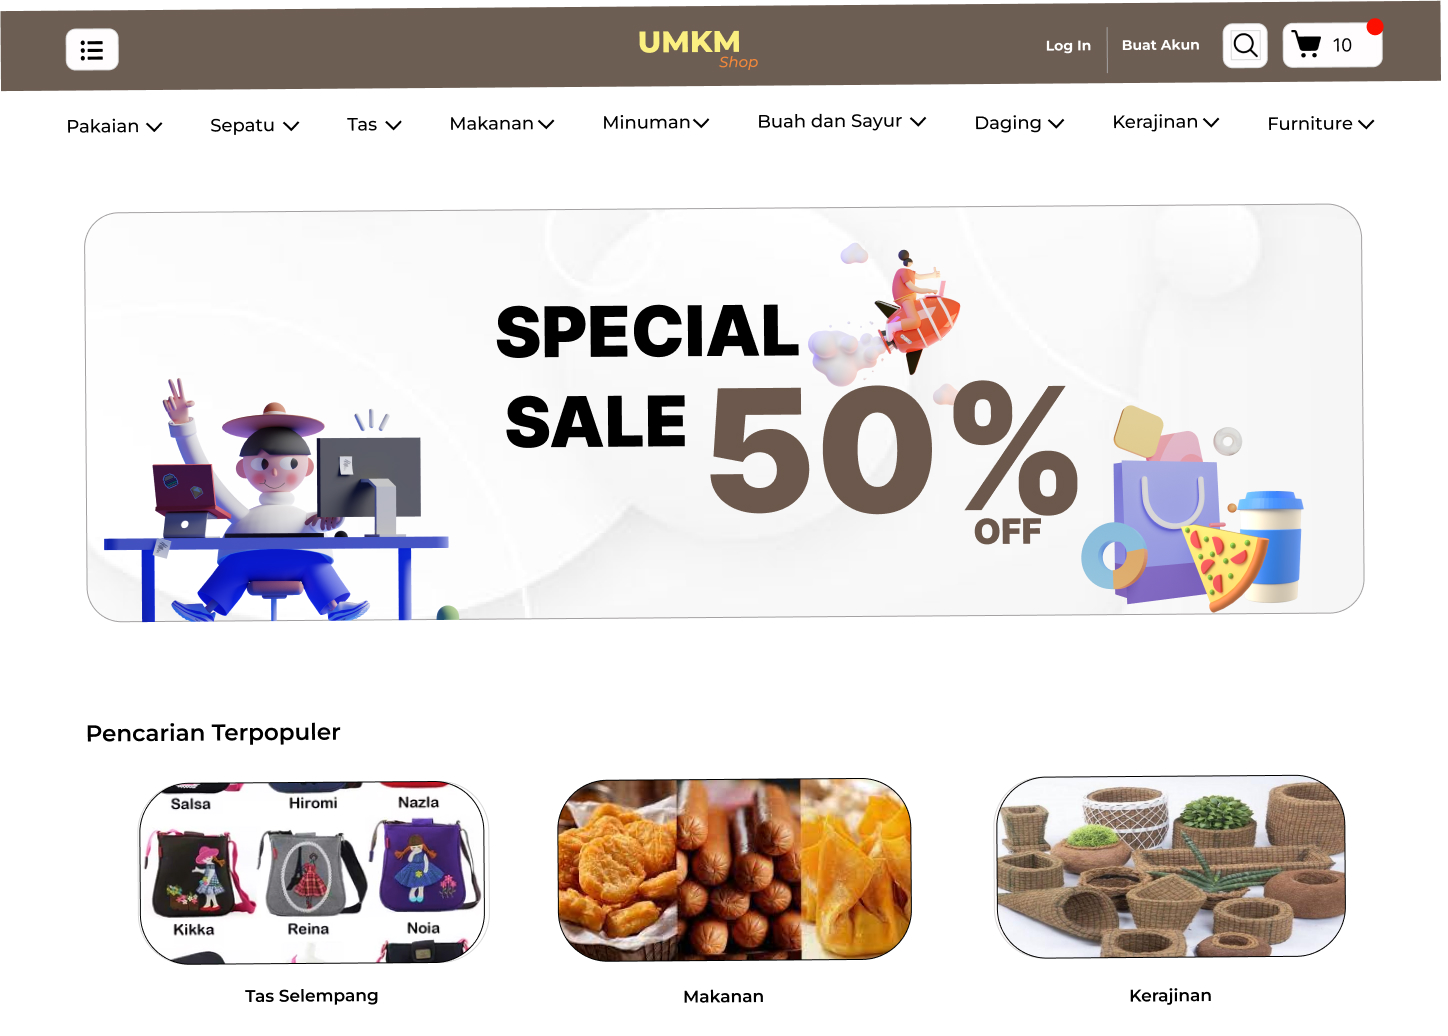 UMKM
Shop
Log In
Buat Akun
10
Pakaian
Sepatu
Tas
Makanan
Minuman
Buah dan Sayur
Daging
Kerajinan
Furniture
SPECIAL
SALE
50%
OFF
Pencarian Terpopuler
Salsa
Hiromi
Nazla
Kikka
Reina
Noia
Tas Selempang
Makanan
Kerajinan